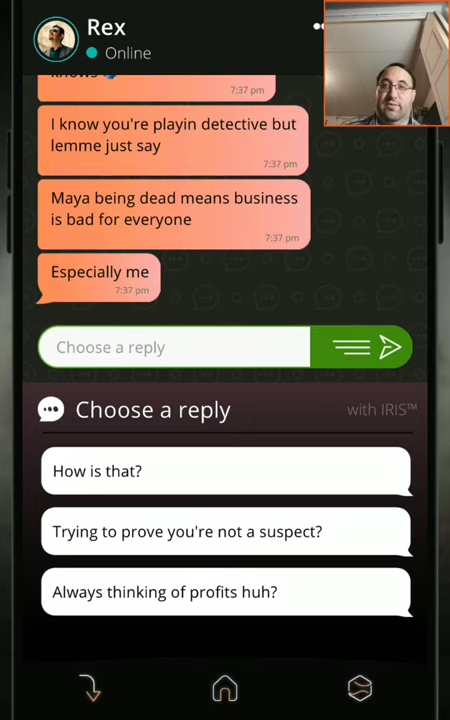 Rex
Online
knows
7:37 pm
I know you're playin detective but
lemme just say
7:37 pm
Maya being dead means business
is bad for everyone
7:37 pm
Especially me
7:37 pm
Choose a reply
Choose a reply
with IRIS™
How is that?
Trying to prove you're not a suspect?
Always thinking of profits huh?